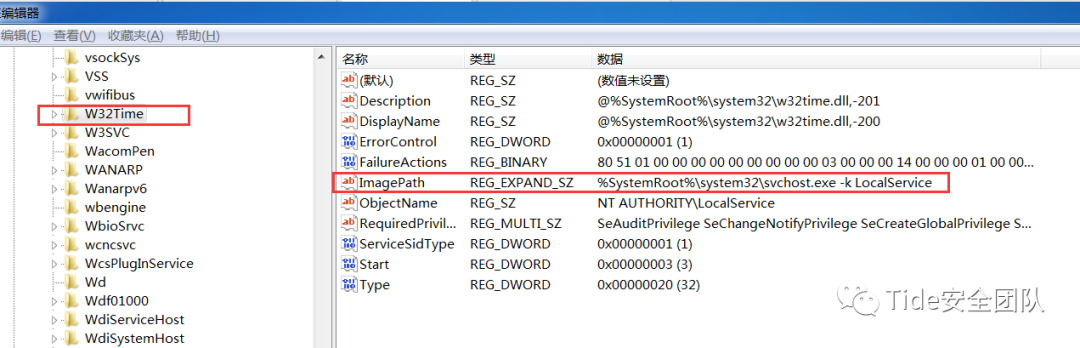 编辑器
编辑(E) 查看(V) 收藏夹(A) 帮助(H)
vsockSys
VSS
vwifibus
W32Time
W3SVC
WacomPen
WANARP
Wanarpv6
wbengine
WbioSrvc
wcncsvc
WcsPlugInService
Wd
Wdf01000
WdiServiceHost
WdiSystemHost
名称 类型 数据
(默认) REG_SZ (数值未设置)
Description REG_SZ @%SystemRoot%\system32\w32time.dll,-201
DisplayName REG_SZ @%SystemRoot%\system32\w32time.dll,-200
ErrorControl REG_DWORD 0x00000001 (1)
FailureActions REG_BINARY 80 51 01 00 00 00 00 00 00 00 00 00 03 00 00 00 14 00 00 00 01 00 00...
ImagePath REG_EXPAND_SZ %SystemRoot%\system32\svchost.exe -k LocalService
ObjectName REG_SZ NT AUTHORITY\LocalService
RequiredPrivil... REG_MULTI_SZ SeAuditPrivilege SeChangeNotifyPrivilege SeCreateGlobalPrivilege S...
ServiceSidType REG_DWORD 0x00000001 (1)
Start REG_DWORD 0x00000003 (3)
Type REG_DWORD 0x00000020 (32)
Tide安全团队